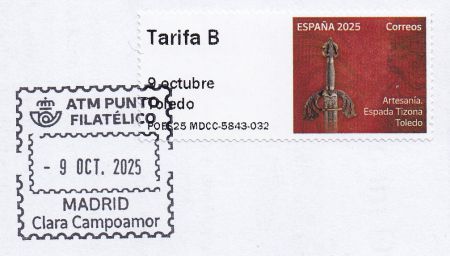 Tarifa B
9 octubre
Toledo
MDCC-5843-032
ESPAÑA 2025 Correos
Artesanía.
Espada Tizona
Toledo
ATM PUNTO
FILATÉLICO
- 9 OCT. 2025
MADRID
Clara Campoamor